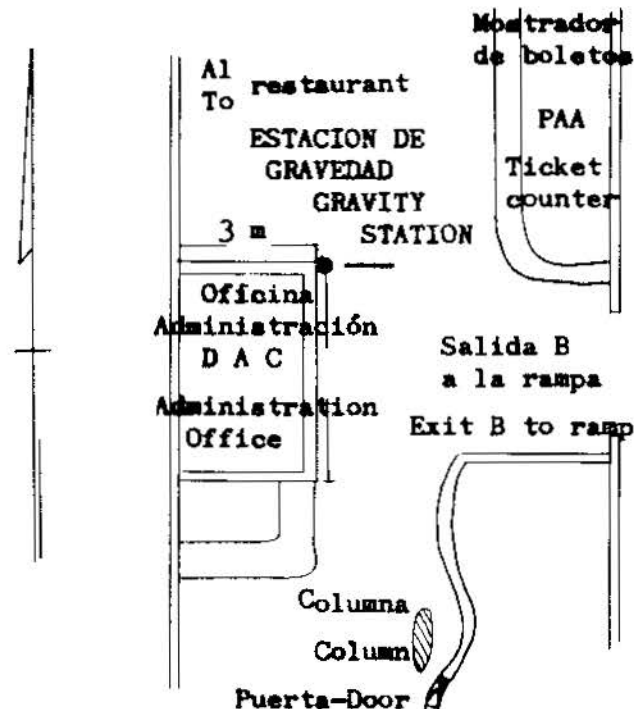 Mostrador
de boletos
PAA
Ticket
counter
Al
To restaurant
ESTACION DE
GRAVEDAD
GRAVITY
STATION
3 m
Oficina
Administración
D A C
Administration
Office
Salida B
a la rampa
Exit B to ramp
Columna
Column
Puerta-Door